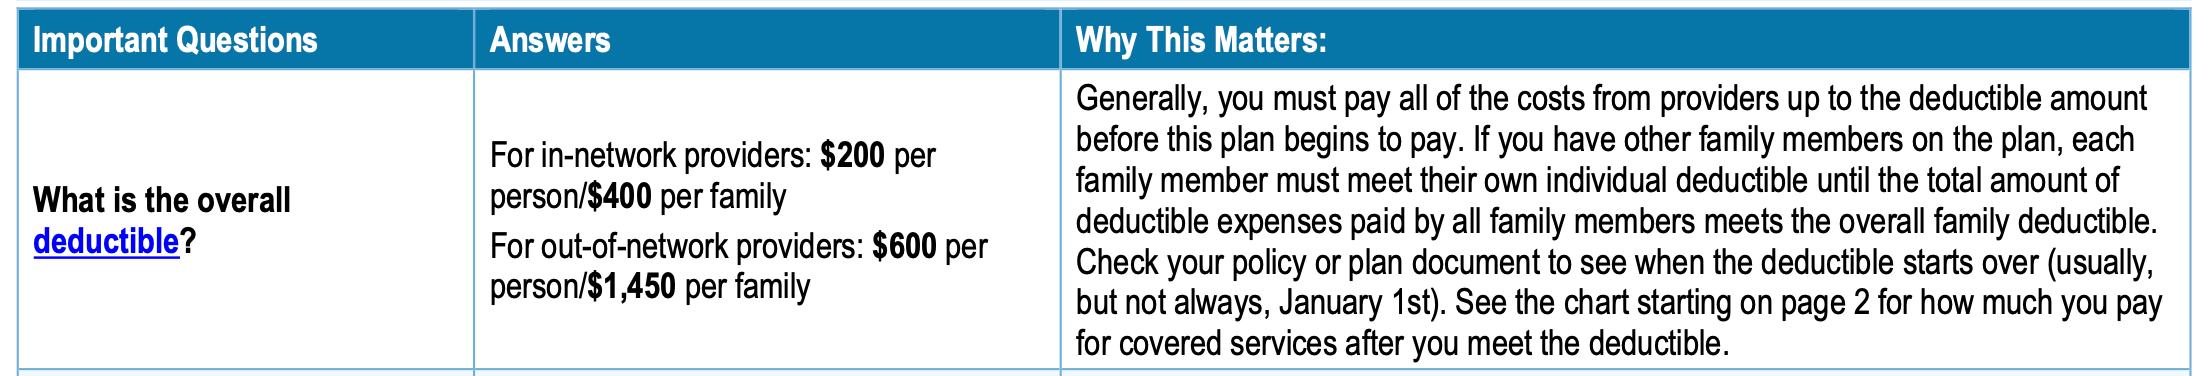 Important Questions
Answers
Why This Matters:
What is the overall
deductible?
For in-network providers: $200 per
person/$400 per family
For out-of-network providers: $600 per
person/$1,450 per family
Generally, you must pay all of the costs from providers up to the deductible amount
before this plan begins to pay. If you have other family members on the plan, each
family member must meet their own individual deductible until the total amount of
deductible expenses paid by all family members meets the overall family deductible.
Check your policy or plan document to see when the deductible starts over (usually,
but not always, January 1st). See the chart starting on page 2 for how much you pay
for covered services after you meet the deductible.